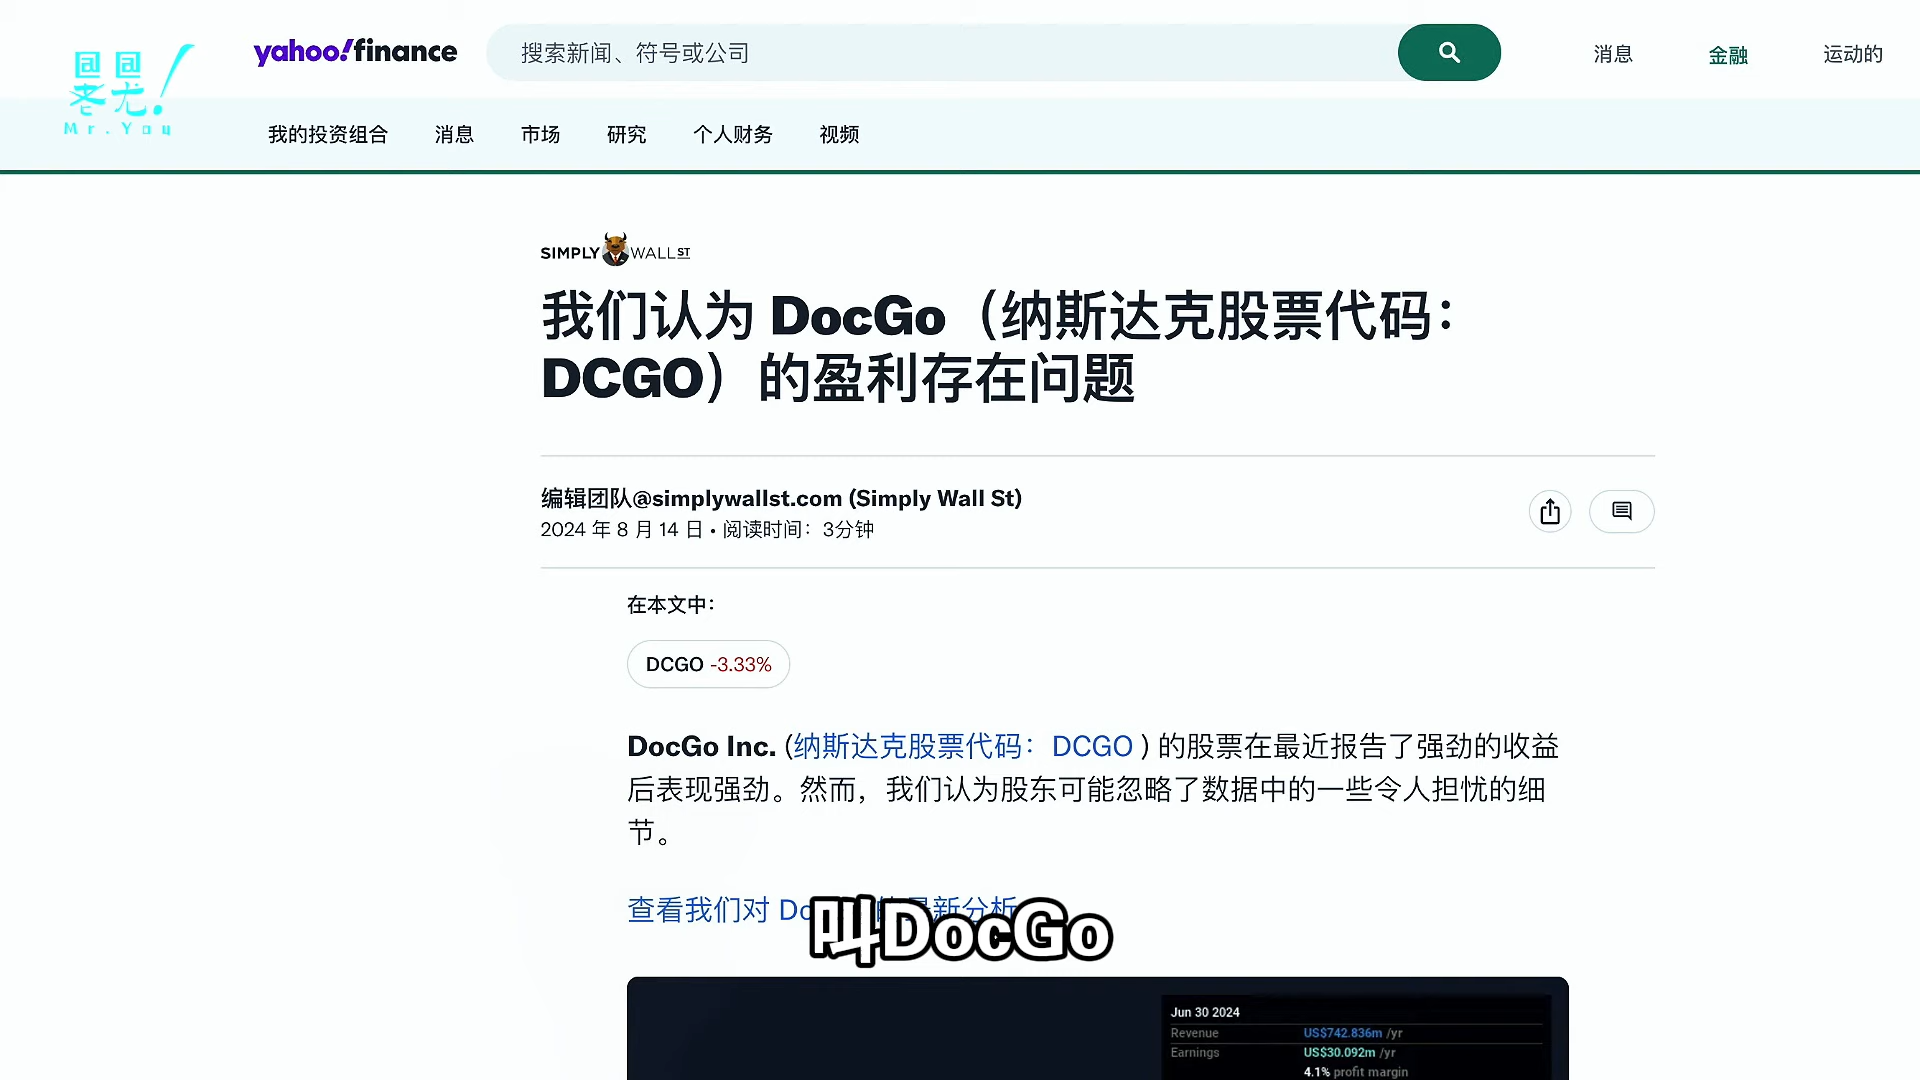 yahoo!finance
搜索新闻、符号或公司
消息
金融
运动的
Mr.You
我的投资组合
消息
市场
研究
个人财务
视频
SIMPLY WALL ST
我们认为 DocGo（纳斯达克股票代码：
DCGO）的盈利存在问题
编辑团队@simplywallst.com (Simply Wall St)
2024 年 8 月 14 日 • 阅读时间：3分钟
在本文中：
DCGO -3.33%
DocGo Inc. (纳斯达克股票代码： DCGO ) 的股票在最近报告了强劲的收益
后表现强劲。然而，我们认为股东可能忽略了数据中的一些令人担忧的细
节。
查看我们对 Do 最新分析
叫DocGo
Jun 30 2024
Revenue US$742.836m /yr
Earnings US$30.092m /yr
4.1% profit margin